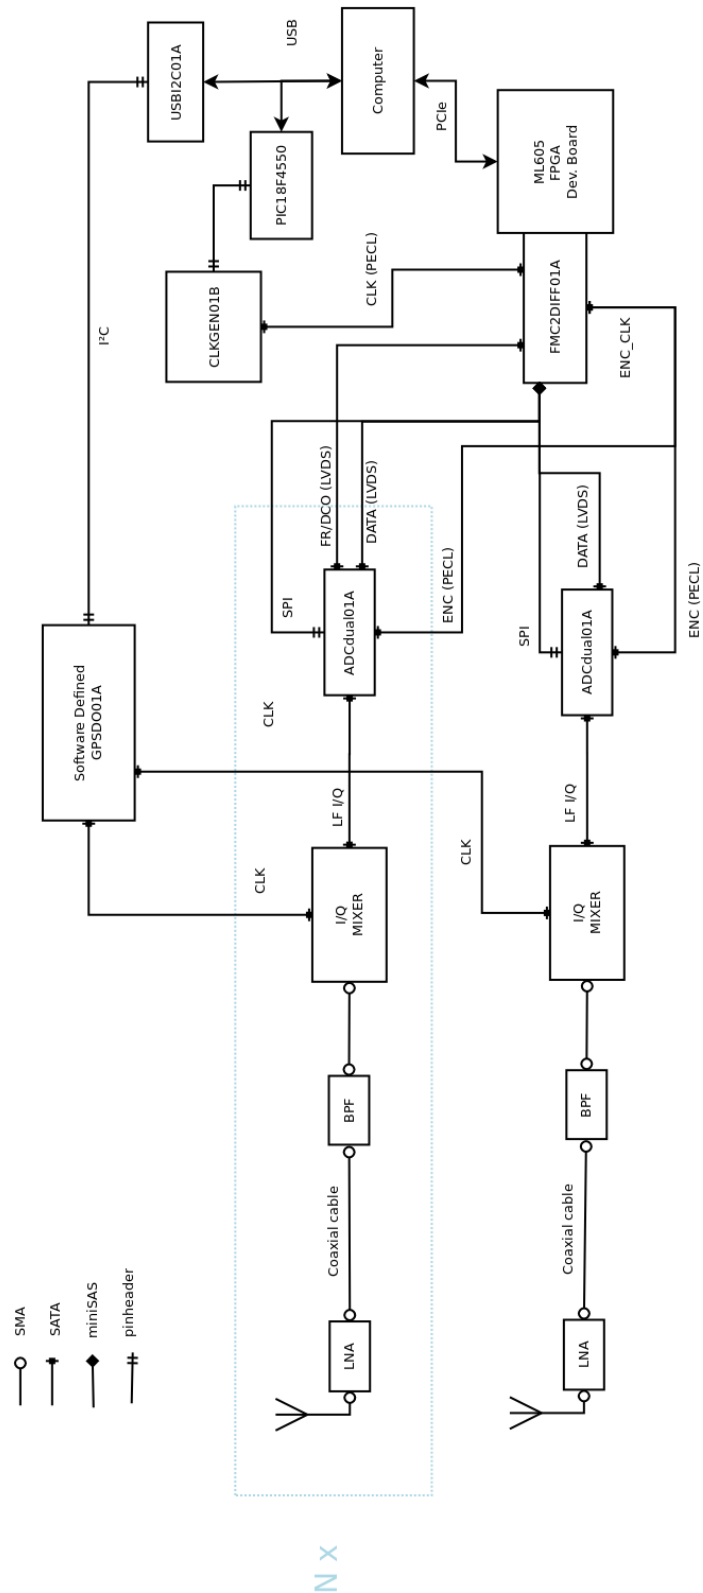 USB
USBI2C01A
Computer
PCIe
PIC18F4550
ML605
FPGA
Dev. Board
CLK (PECL)
CLKGEN01B
FMC2DIFF01A
I²C
ENC_CLK
FR/DCO (LVDS)
DATA (LVDS)
DATA (LVDS)
SPI
ADCdual01A
ENC (PECL)
SPI
ADCdual01A
ENC (PECL)
Software Defined
GPSDO01A
CLK
LF I/Q
LF I/Q
CLK
CLK
I/Q
MIXER
I/Q
MIXER
BPF
BPF
Coaxial cable
Coaxial cable
LNA
LNA
SMA
SATA
miniSAS
pinheader
N x